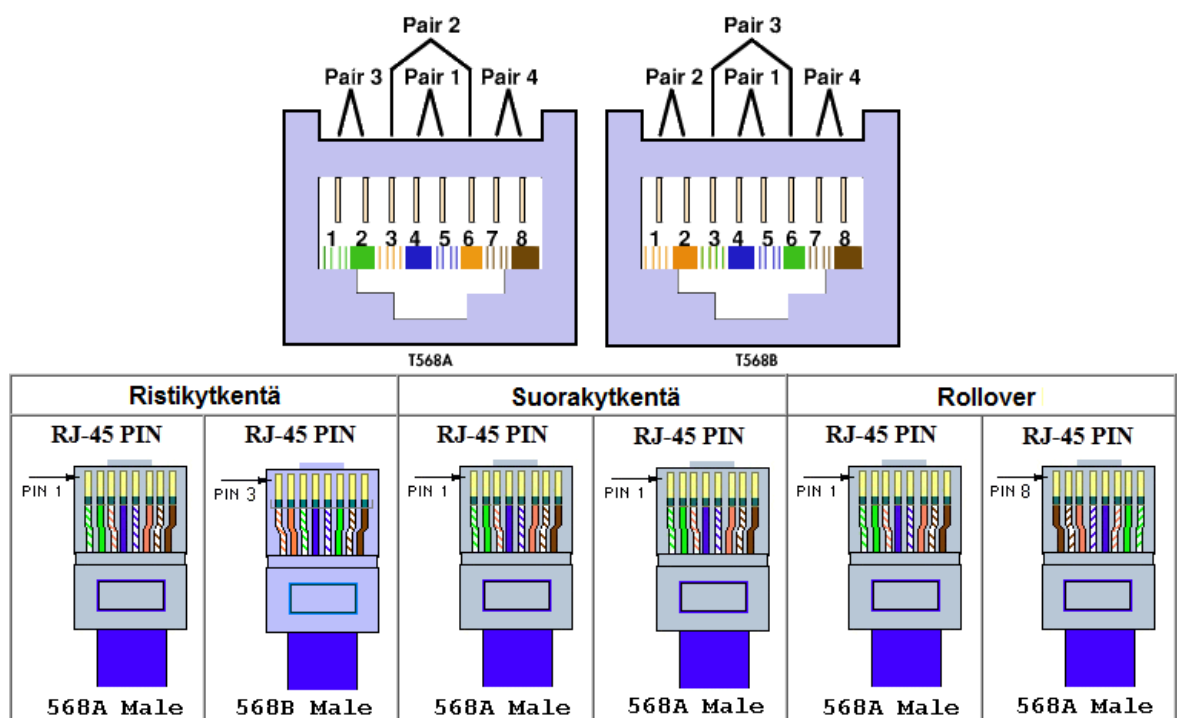 Pair 2
Pair 3 Pair 1 Pair 4
1 2 3 4 5 6 7 8
T568A
Pair 3
Pair 2 Pair 1 Pair 4
1 2 3 4 5 6 7 8
T568B
Ristikytkentä Suorakytkentä Rollover
RJ-45 PIN RJ-45 PIN RJ-45 PIN RJ-45 PIN RJ-45 PIN RJ-45 PIN
PIN 1 PIN 3 PIN 1 PIN 1 PIN 1 PIN 8
568A Male 568B Male 568A Male 568A Male 568A Male 568A Male